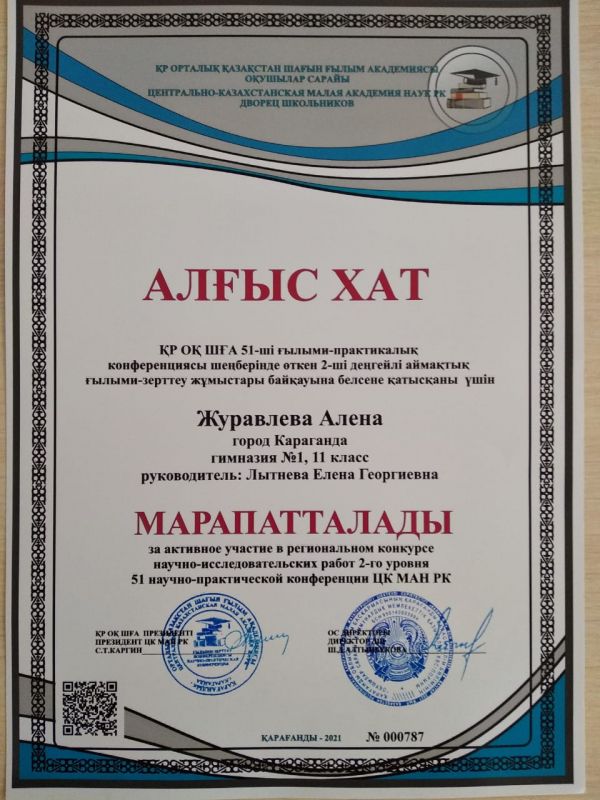 ҚР ОРТАЛЫҚ ҚАЗАҚСТАН ШАҒЫН ҒЫЛЫМ АКАДЕМИЯСЫ
ОҚУШЫЛАР САРАЙЫ
ЦЕНТРАЛЬНО-КАЗАХСТАНСКАЯ МАЛАЯ АКАДЕМИЯ НАУК РК
ДВОРЕЦ ШКОЛЬНИКОВ
АЛҒЫС ХАТ
ҚР ОҚ ШҒА 51-ші ғылыми-практикалық
конференциясы шеңберінде өткен 2-ші деңгейлі аймақтық
ғылыми-зерттеу жұмыстары байқауына белсене қатысқаны үшін
Журавлева Алена
город Караганда
гимназия №1, 11 класс
руководитель: Лытнева Елена Георгиевна
МАРАПАТТАЛАДЫ
за активное участие в региональном конкурсе
научно-исследовательских работ 2-го уровня
51 научно-практической конференции ЦК МАН РК
ҚР ОҚ ШҒА ПРЕЗИДЕНТІ
ПРЕЗИДЕНТ ЦК МАН РК
С.Т.КАРГИН
ОС ДИРЕКТОРЫ
ДИРЕКТОР
ҚАРАҒАНДЫ - 2021
№ 000787